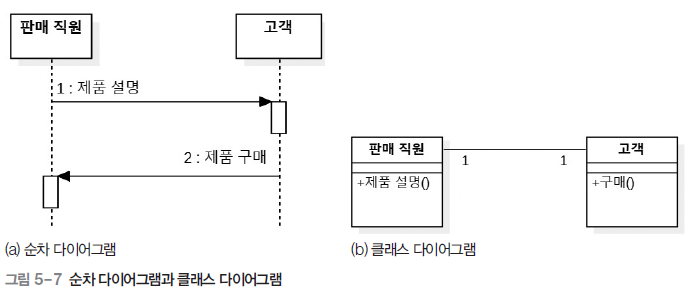 판매 직원
고객
1 : 제품 설명
2 : 제품 구매
(a) 순차 다이어그램
판매 직원
고객
1
1
+제품 설명()
+구매()
(b) 클래스 다이어그램
그림 5-7 순차 다이어그램과 클래스 다이어그램